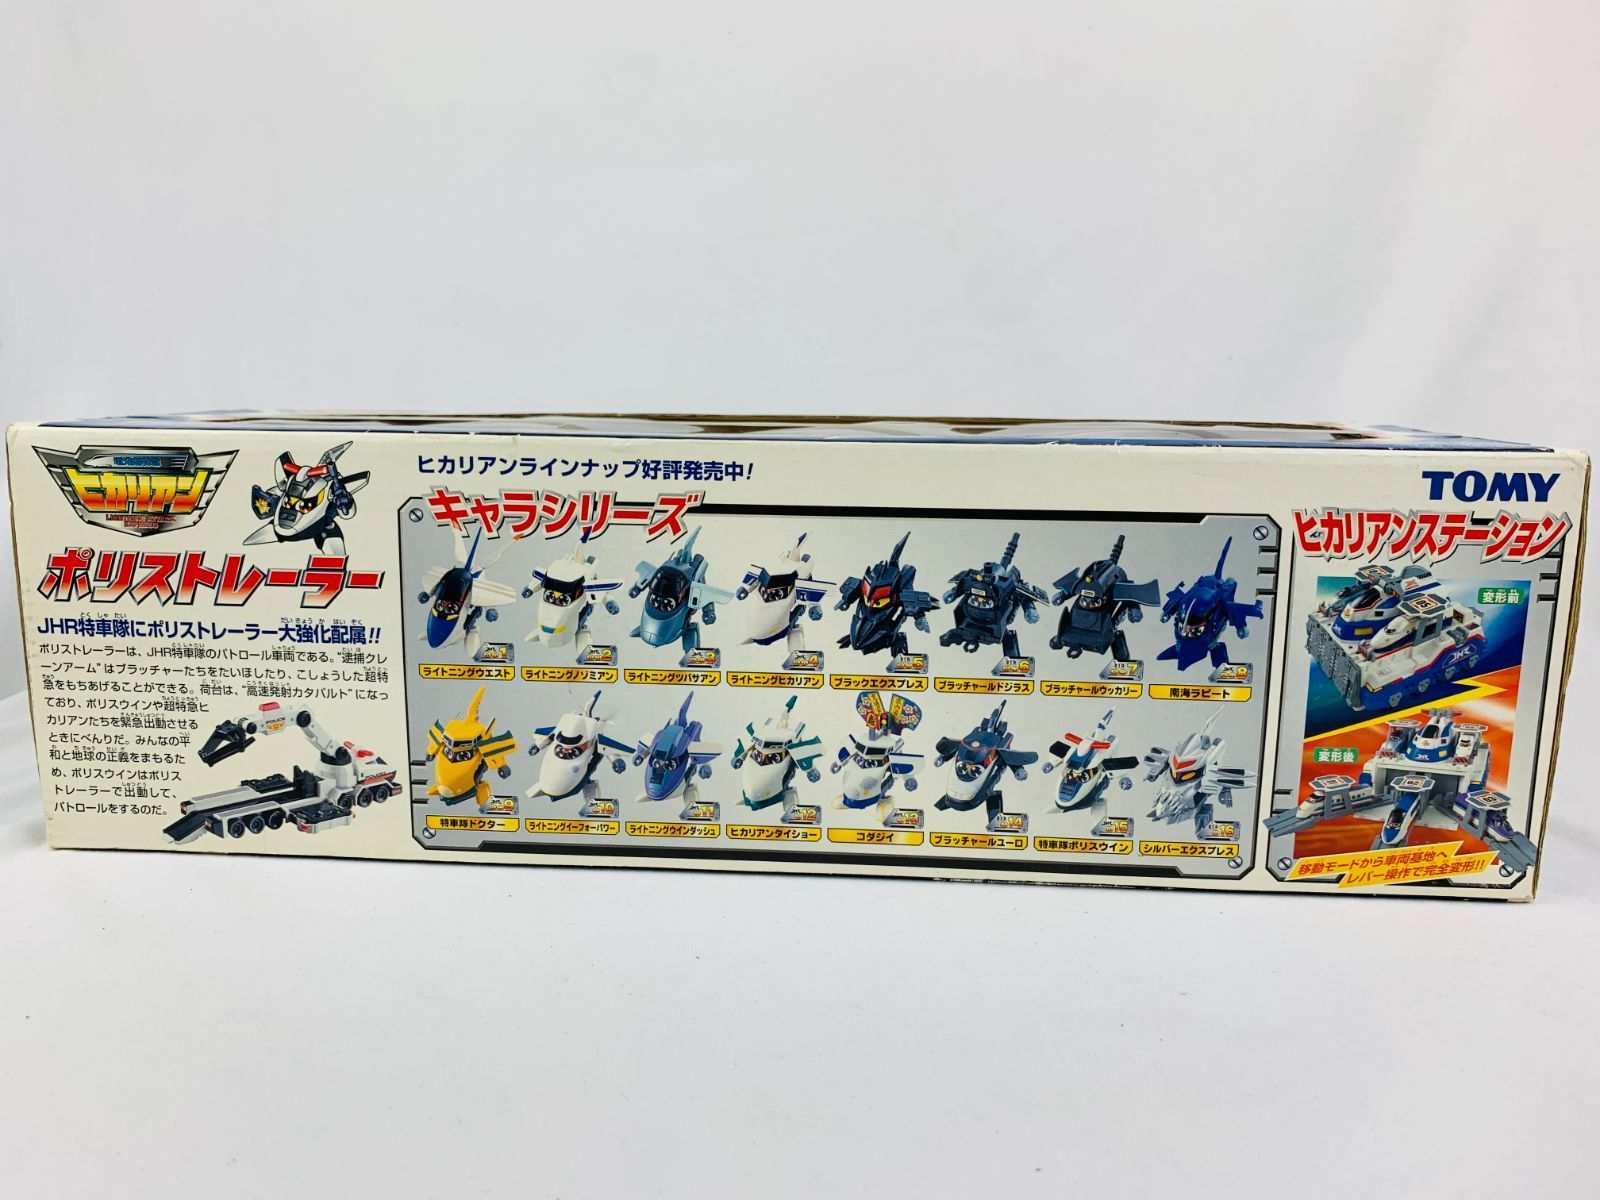 電光超特急
ヒカリアン
LIGHTNING ATTACK EXPRESS
ポリストレーラー
JHR特車隊にポリストレーラー大強化配属!!
ポリストレーラーは、JHR特車隊のパトロール車両である。“逮捕クレ
ーンアーム”はブラッチャーたちをたいほしたり、こしょうした超特
急をもちあげることができる。荷台は、“高速発射カタパルト”になっ
ており、ポリスウインや超特急ヒ
カリアンたちを緊急出動させる
ときにべんりだ。みんなの平
和と地球の正義をまもるた
め、ポリスウインはポリス
トレーラーで出動して、
パトロールをするのだ。
POLICE
ヒカリアンラインナップ好評発売中!
キャラシリーズ
ライトニングウエスト
ライトニングノゾミアン
ライトニングツバサアン
ライトニングヒカリアン
ブラックエクスプレス
ブラッチャールドジラス
ブラッチャールウッカリー
南海ラピート
特車隊ドクター
ライトニングイーフォーパワー
ライトニングウインダッシュ
ヒカリアンタイショー
コダジイ
ブラッチャールユーロ
特車隊ポリスウイン
シルバーエクスプレス
TOMY
ヒカリアンステーション
変形前
変形後
移動モードから車両基地へ
レバー操作で完全変形!!